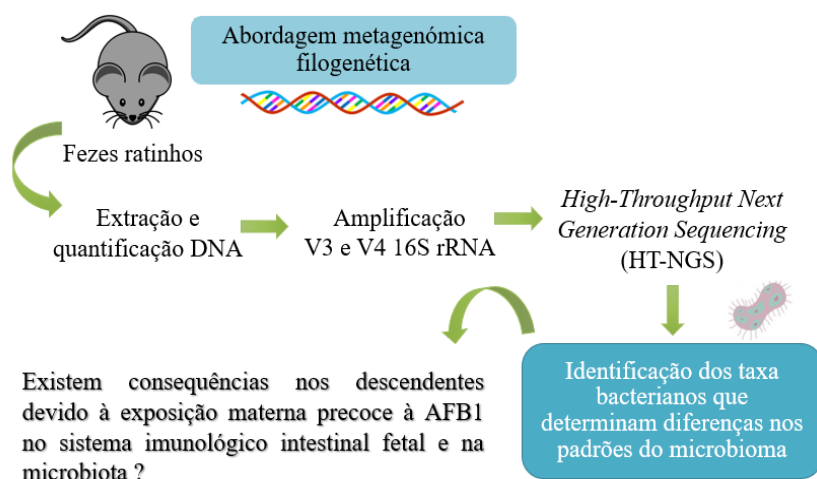 Abordagem metagenómica
filogenética
Fezes ratinhos
Extração e
quantificação DNA
Amplificação
V3 e V4 16S rRNA
High-Throughput Next
Generation Sequencing
(HT-NGS)
Identificação dos taxa
bacterianos que
determinam diferenças nos
padrões do microbioma
Existem consequências nos descendentes
devido à exposição materna precoce à AFB1
no sistema imunológico intestinal fetal e na
microbiota ?